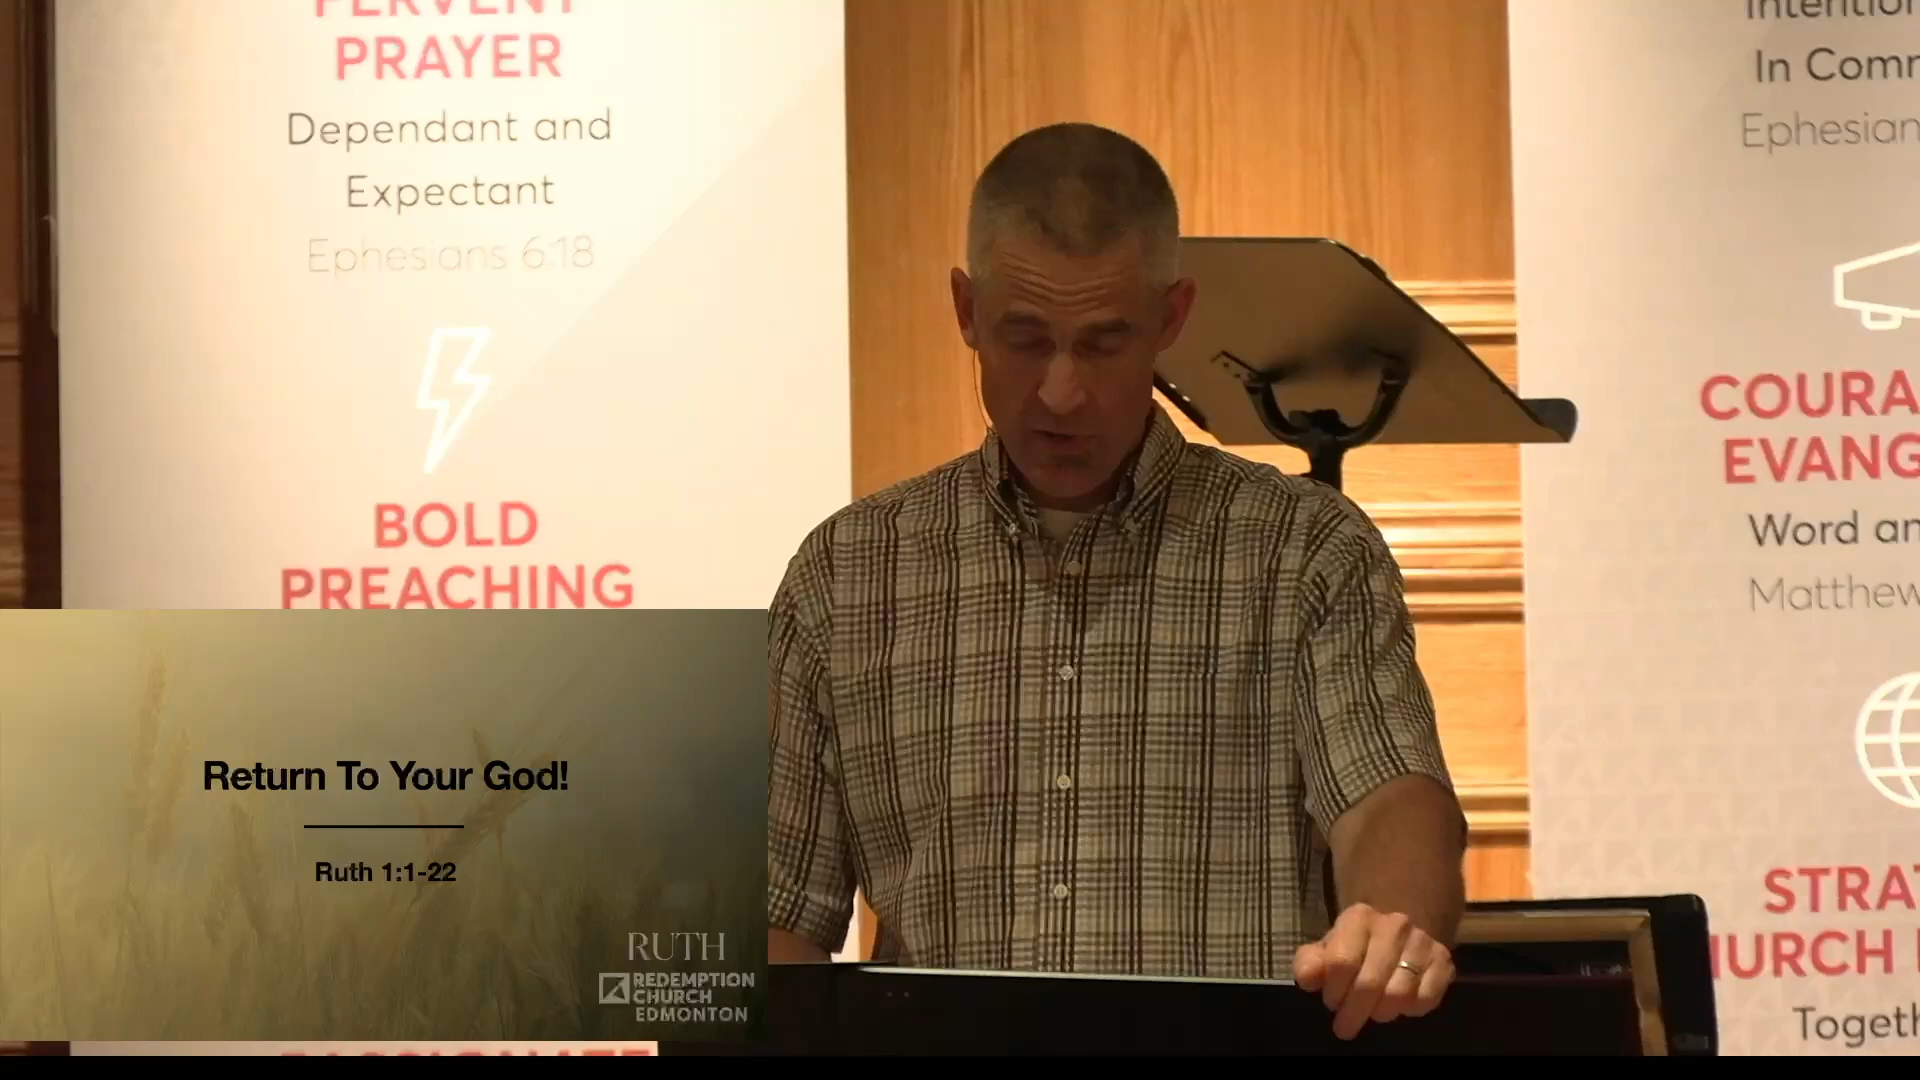 FERVENT
PRAYER
Dependant and
Expectant
Ephesians 6:18
BOLD
PREACHING
Return To Your God!
Ruth 1:1-22
RUTH
REDEMPTION
CHURCH
EDMONTON
In
Ephesian
COURA
EVANG
Word an
Matthew
STRAT
HURCH
Togeth